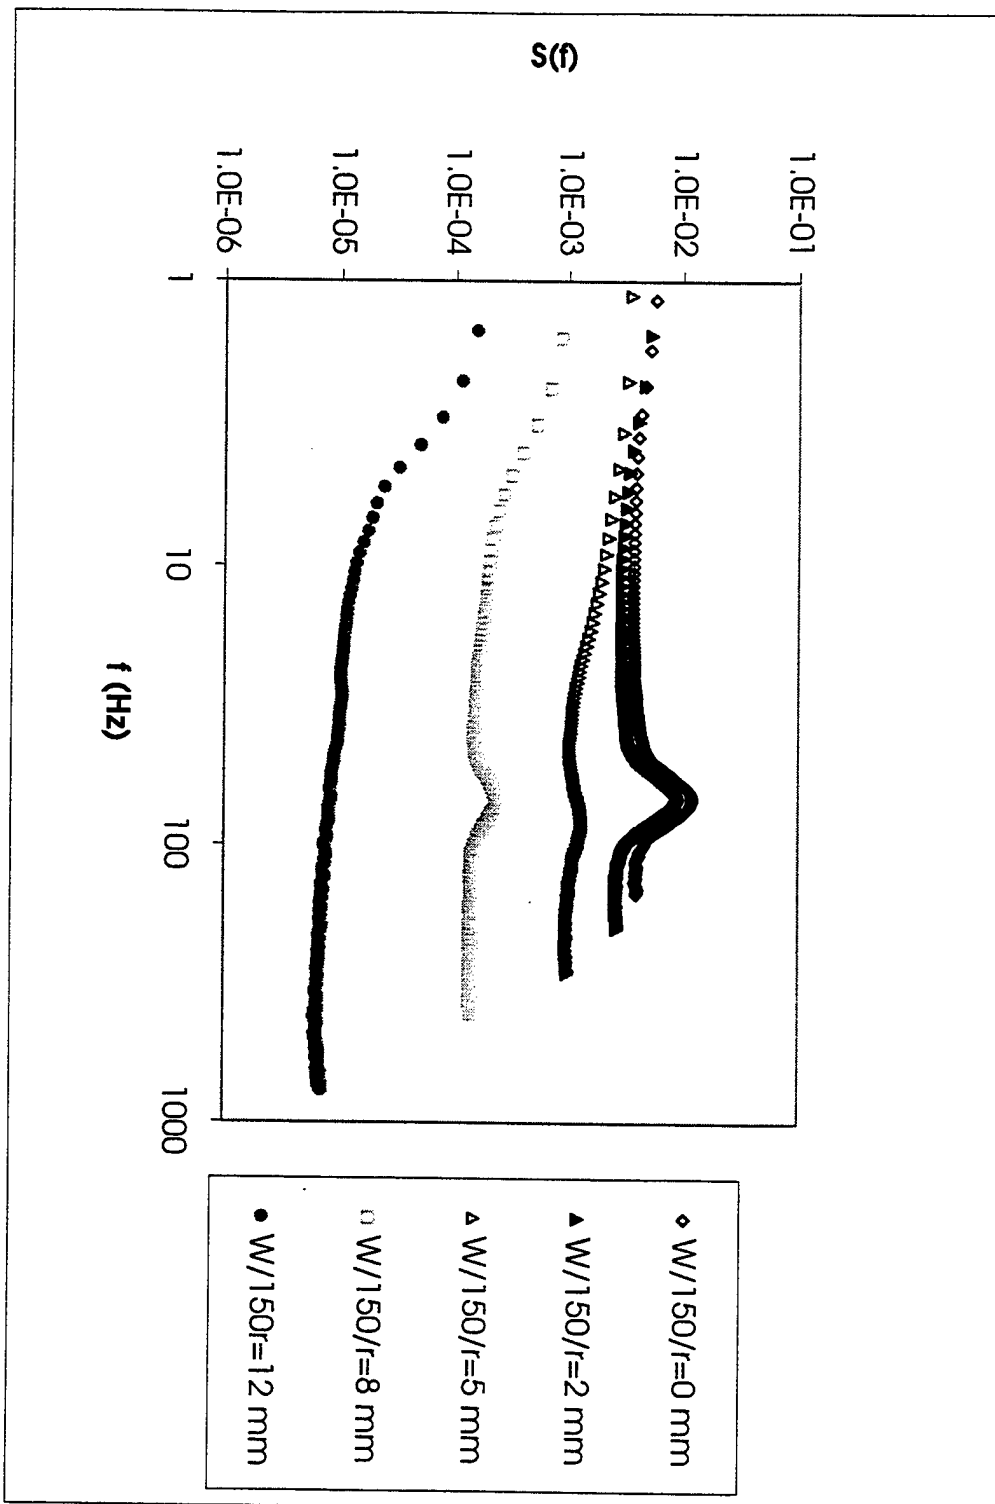 S(f)
1.0E-01
1.0E-02
1.0E-03
1.0E-04
1.0E-05
1.0E-06
1
10
100
1000
f (Hz)
W/150/r=0 mm
W/150/r=2 mm
W/150/r=5 mm
W/150/r=8 mm
W/150r=12 mm